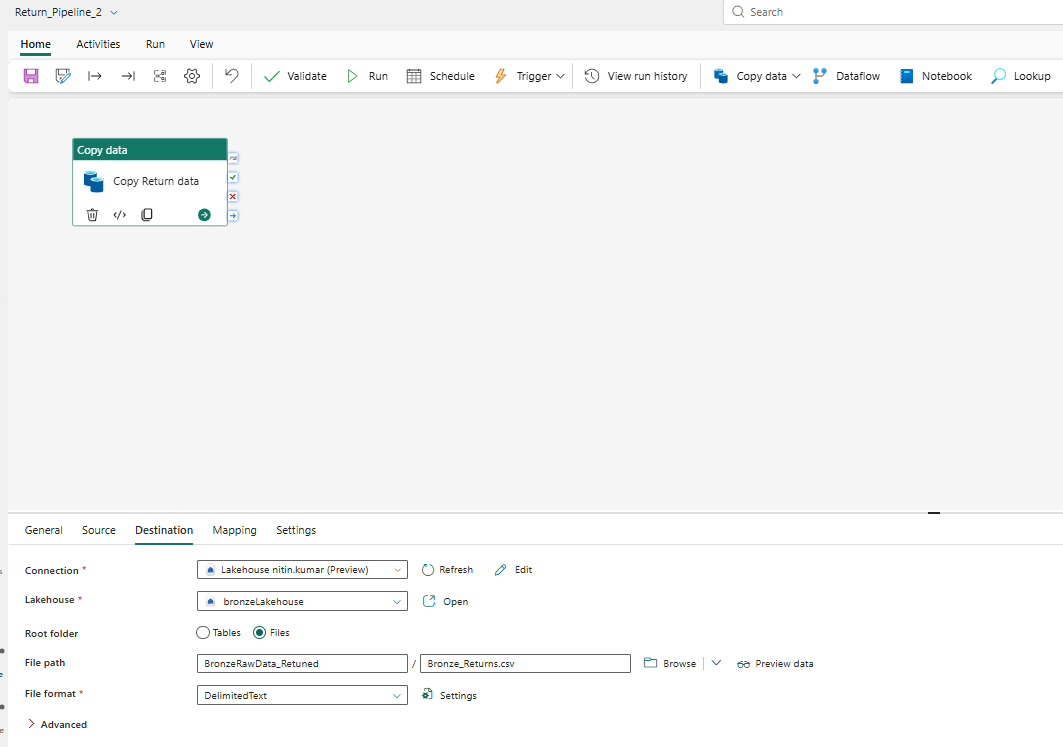 Return_Pipeline_2
Search
Home Activities Run View
Validate Run Schedule Trigger View run history Copy data Dataflow Notebook Lookup
Copy data
Copy Return data
General Source Destination Mapping Settings
Connection * Lakehouse nitin.kumar (Preview) Refresh Edit
Lakehouse * bronzeLakehouse Open
Root folder Tables Files
File path BronzeRawData_Retuned / Bronze_Returns.csv Browse Preview data
File format * DelimitedText Settings
Advanced